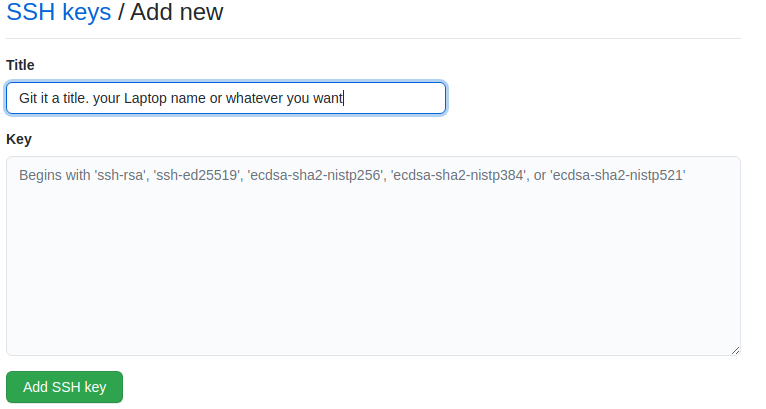 SSH keys / Add new
Title
Git it a title. your Laptop name or whatever you want
Key
Begins with 'ssh-rsa', 'ssh-ed25519', 'ecdsa-sha2-nistp256', 'ecdsa-sha2-nistp384', or 'ecdsa-sha2-nistp521'
Add SSH key